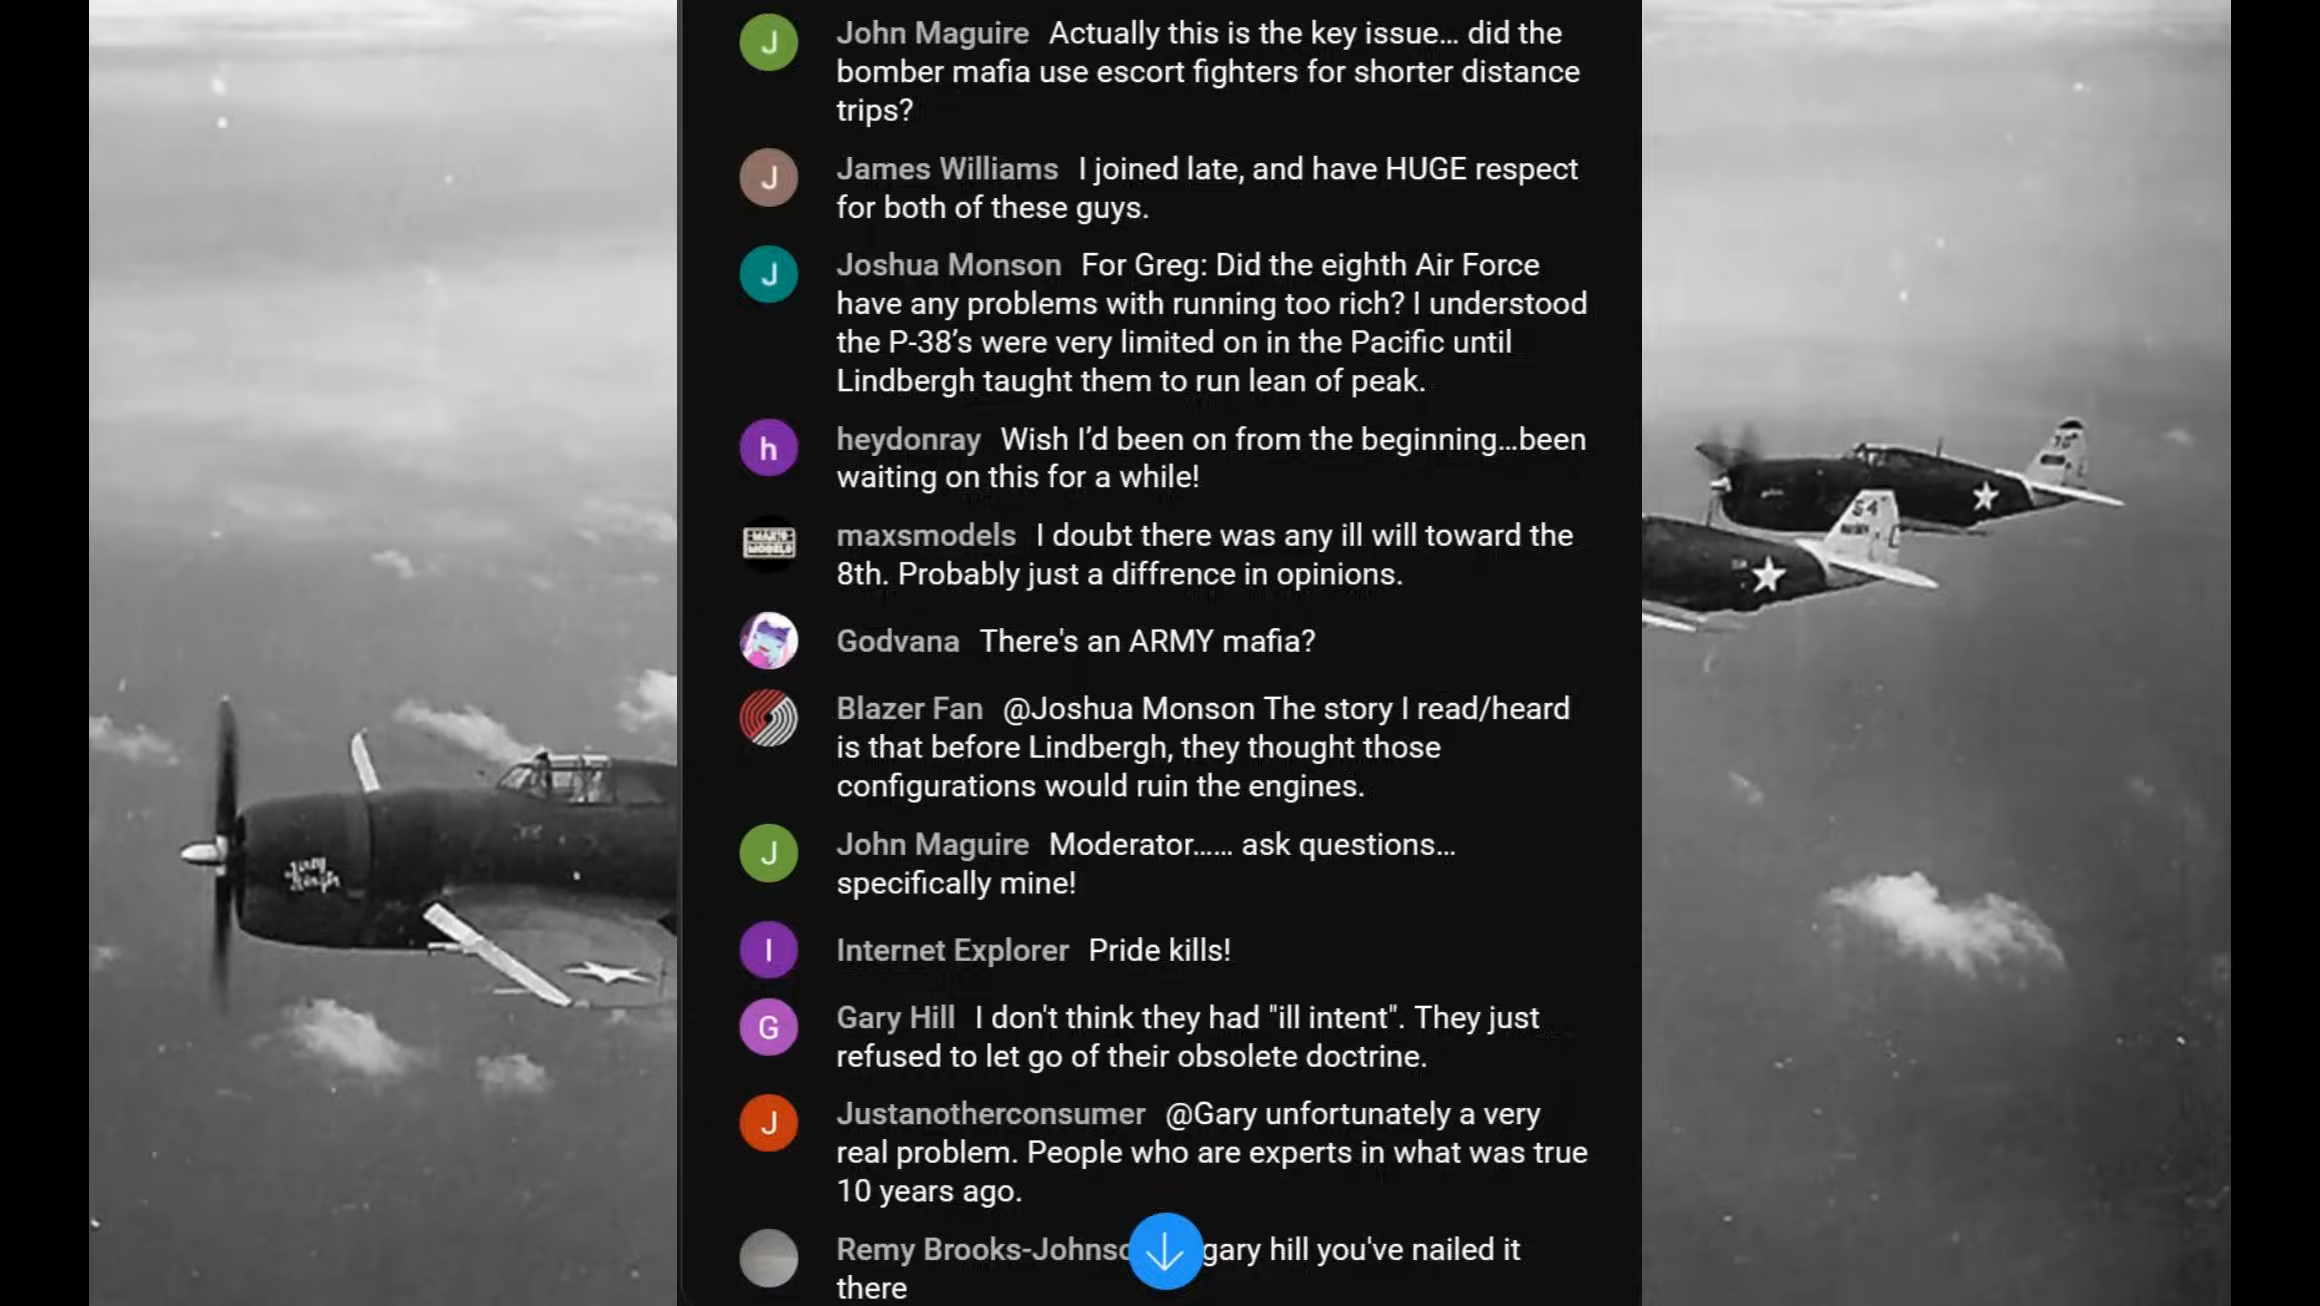 John Maguire Actually this is the key issue... did the
bomber mafia use escort fighters for shorter distance
trips?
James Williams I joined late, and have HUGE respect
for both of these guys.
Joshua Monson For Greg: Did the eighth Air Force
have any problems with running too rich? I understood
the P-38's were very limited on in the Pacific until
Lindbergh taught them to run lean of peak.
heydonray Wish I'd been on from the beginning...been
waiting on this for a while!
MAX'S
MODELS
maxsmodels I doubt there was any ill will toward the
8th. Probably just a diffrence in opinions.
Godvana There's an ARMY mafia?
Blazer Fan @Joshua Monson The story I read/heard
is that before Lindbergh, they thought those
configurations would ruin the engines.
John Maguire Moderator...... ask questions...
specifically mine!
Internet Explorer Pride kills!
Gary Hill I don't think they had "ill intent". They just
refused to let go of their obsolete doctrine.
Justanotherconsumer @Gary unfortunately a very
real problem. People who are experts in what was true
10 years ago.
Remy gary hill you've nailed it
there